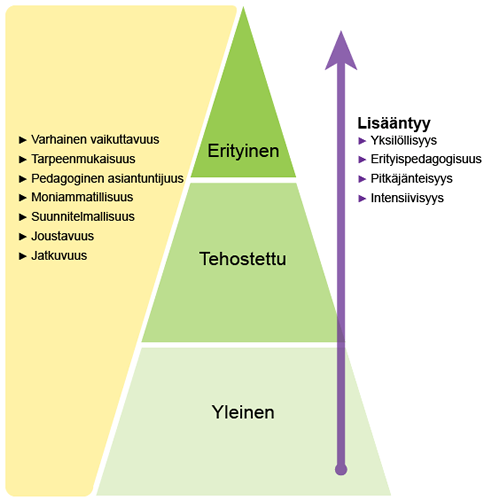 ► Varhainen vaikuttavuus
► Tarpeenmukaisuus
► Pedagoginen asiantuntijuus
► Moniammatillisuus
► Suunnitelmallisuus
► Joustavuus
► Jatkuvuus
Erityinen
Tehostettu
Yleinen
Lisääntyy
► Yksilöllisyys
► Erityispedagogisuus
► Pitkäjänteisyys
► Intensiivisyys